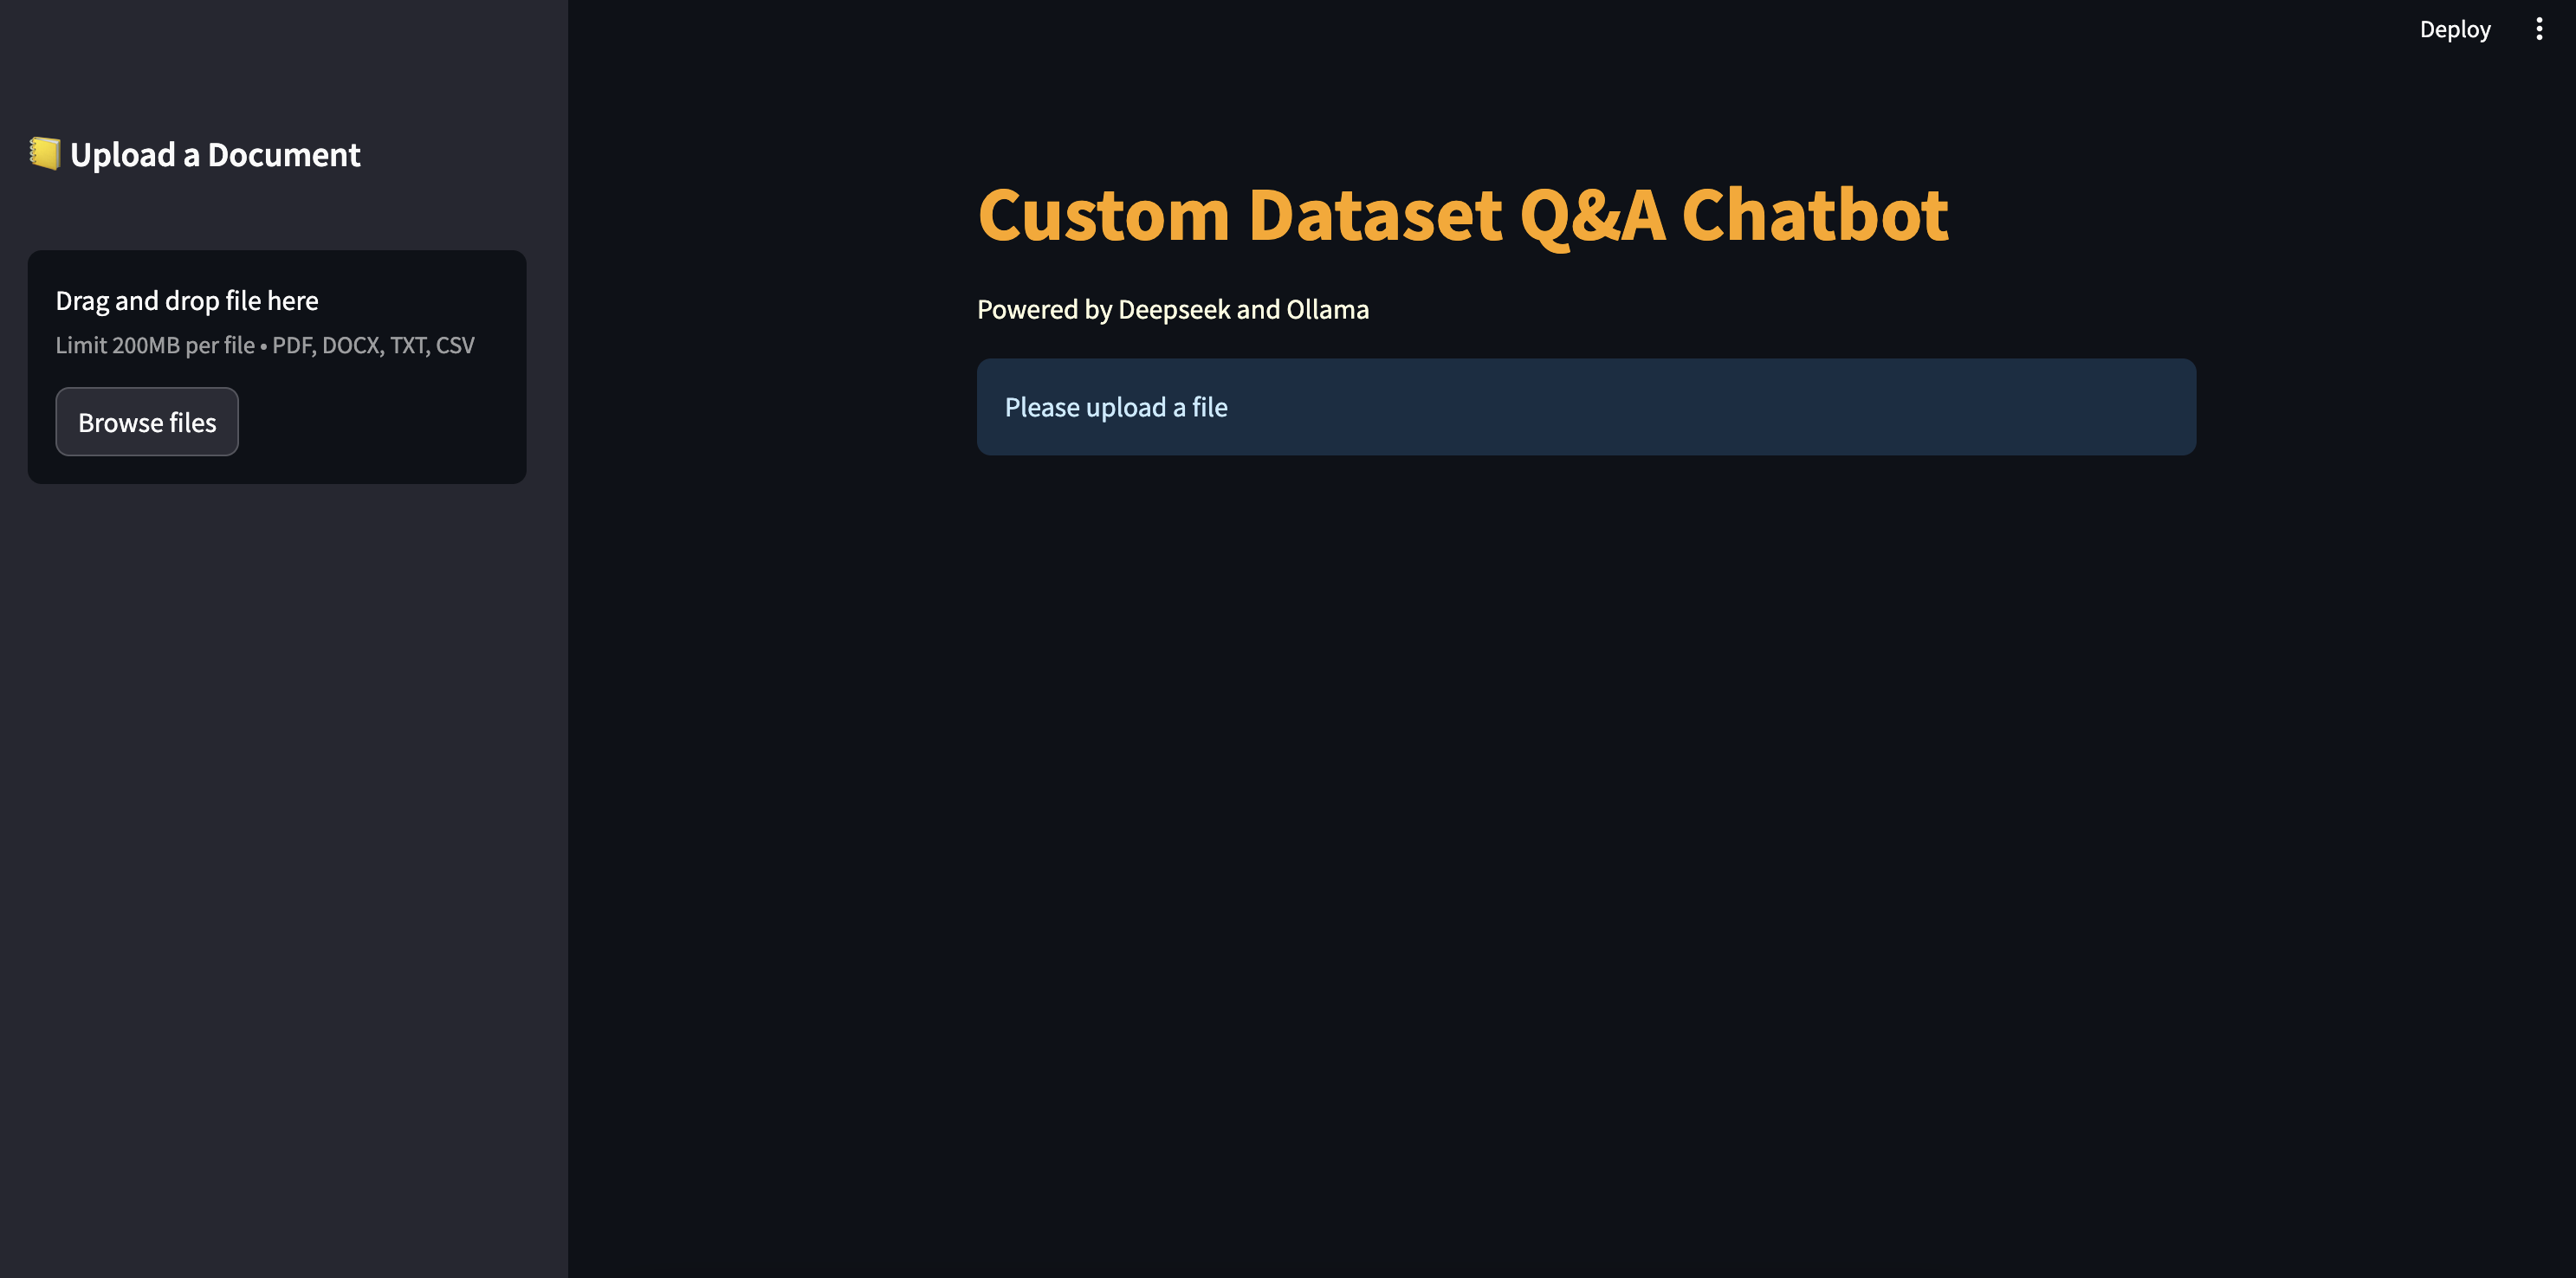 Deploy
Upload a Document
Drag and drop file here
Limit 200MB per file • PDF, DOCX, TXT, CSV
Browse files
Custom Dataset Q&A Chatbot
Powered by Deepseek and Ollama
Please upload a file